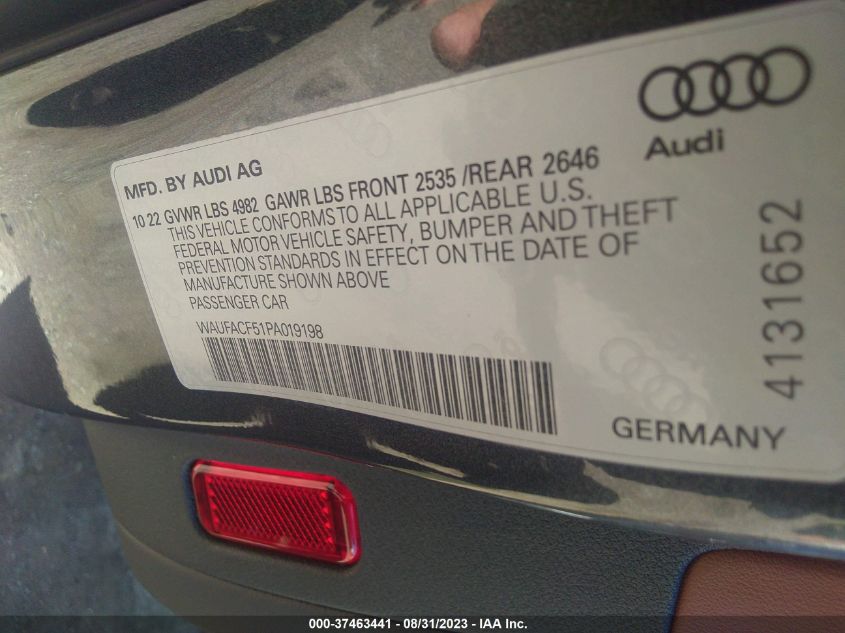 Audi
MFD. BY AUDI AG
10 22 GVWR LBS 4982 GAWR LBS FRONT 2535 /REAR 2646
THIS VEHICLE CONFORMS TO ALL APPLICABLE U.S.
FEDERAL MOTOR VEHICLE SAFETY, BUMPER AND THEFT
PREVENTION STANDARDS IN EFFECT ON THE DATE OF
MANUFACTURE SHOWN ABOVE
PASSENGER CAR
WAUFACF51PA019198
4131652
GERMANY
000-37463441 - 08/31/2023 - IAA Inc.